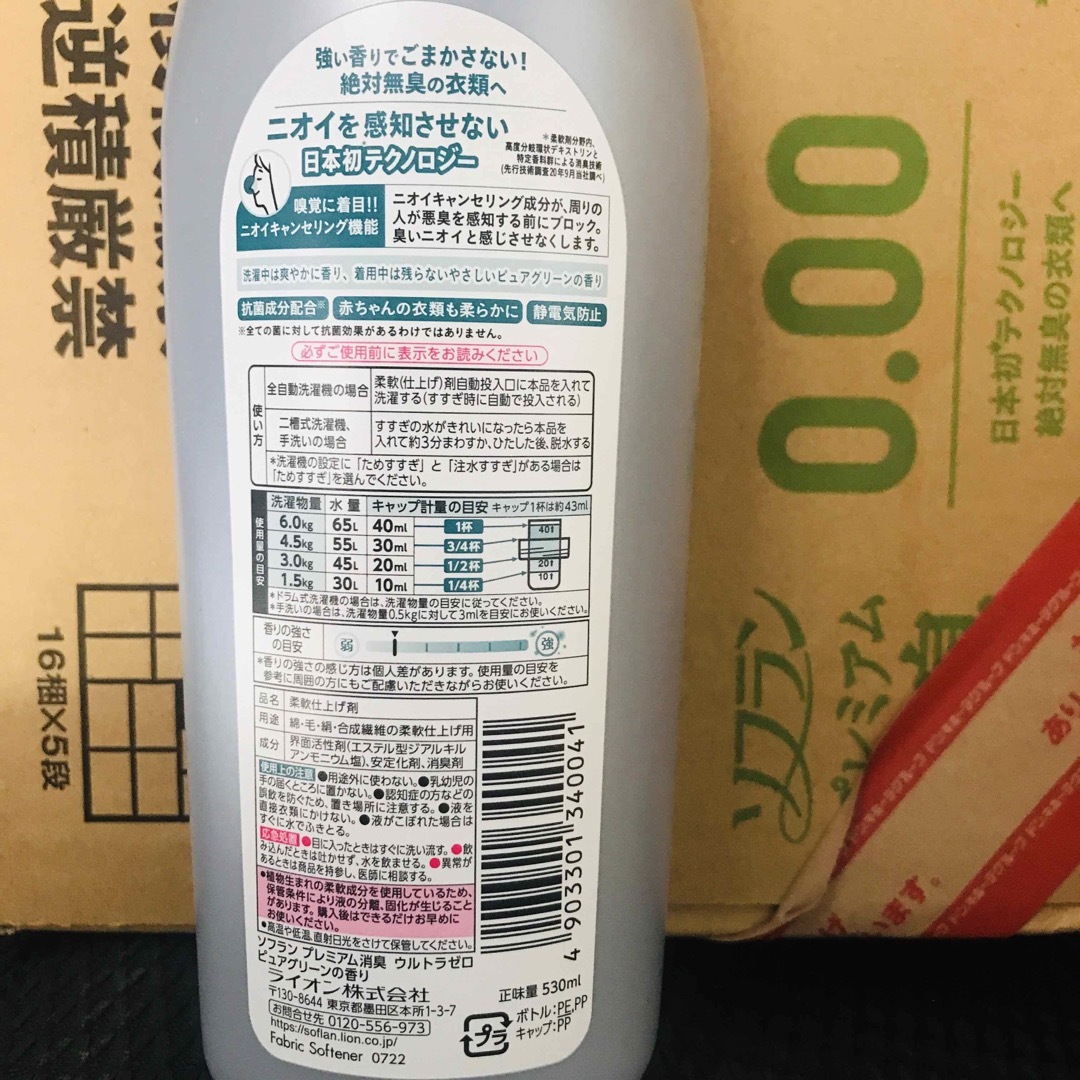 強い香りでごまかさない!
絶対無臭の衣類へ
ニオイを感知させない
日本初*テクノロジー
*柔軟剤分野内、
高度分岐環状デキストリンと
特定香料群による消臭技術
(先行技術調査20年9月当社調べ)
嗅覚に着目!!
ニオイキャンセリング機能
ニオイキャンセリング成分が、周りの
人が悪臭を感知する前にブロック。
臭いニオイと感じさせなくします。
洗濯中は爽やかに香り、着用中は残らないやさしいピュアグリーンの香り
抗菌成分配合※ 赤ちゃんの衣類も柔らかに 静電気防止
※全ての菌に対して抗菌効果があるわけではありません。
必ずご使用前に表示をお読みください
使い方
全自動洗濯機の場合
柔軟(仕上げ)剤自動投入口に本品を入れて
洗濯する(すすぎ時に自動で投入される)
二槽式洗濯機、
手洗いの場合
すすぎの水がきれいになったら本品を
入れて約3分まわすか、ひたした後、脱水する
*洗濯機の設定に「ためすすぎ」と「注水すすぎ」がある場合は
「ためすすぎ」を選んでください。
使用量の目安
洗濯物量 水量 キャップ計量の目安 キャップ1杯は約43ml
6.0kg 65L 40ml 1杯
4.5kg 55L 30ml 3/4杯
3.0kg 45L 20ml 1/2杯
1.5kg 30L 10ml 1/4杯
40↑
20↑
10↑
*ドラム式洗濯機の場合は、洗濯物量の目安に従ってください。
*手洗いの場合は、洗濯物量0.5kgに対して3mlを目安にお使いください。
香りの強さ
の目安
弱 強
*香りの強さの感じ方は個人差があります。使用量の目安を
参考に周囲の方にもご配慮いただきながらお使いください。
品名 柔軟仕上げ剤
用途 綿・毛・絹・合成繊維の柔軟仕上げ用
成分 界面活性剤(エステル型ジアルキル
アンモニウム塩)、安定化剤、消臭剤
使用上の注意 ●用途外に使わない。●乳幼児の
手の届くところに置かない。●認知症の方などの
誤飲を防ぐため、置き場所に注意する。●液を
直接衣類にかけない。●液がこぼれた場合は
すぐに水でふきとる。
応急処置 ●目に入ったときはすぐに洗い流す。●飲
み込んだときは吐かせず、水を飲ませる。●異常が
あるときは商品を持参し、医師に相談する。
●植物生まれの柔軟成分を使用しているため、
保管条件により液の分離、固化が生じること
があります。購入後はできるだけお早めに
お使いください。
●高温や低温、直射日光をさけて保管してください。
ソフラン プレミアム消臭 ウルトラゼロ
ピュアグリーンの香り
ライオン株式会社
〒130-8644 東京都墨田区本所1-3-7
お問合せ先 0120-556-973
https://soflan.lion.co.jp/
Fabric Softener 0722
4 903301 340041
正味量 530ml
プラ
ボトル:PE,PP
キャップ:PP
逆積厳禁
16梱×5段
0.00
日本初*テクノロジー
絶対無臭の衣類へ
ソフラン
プレミアム